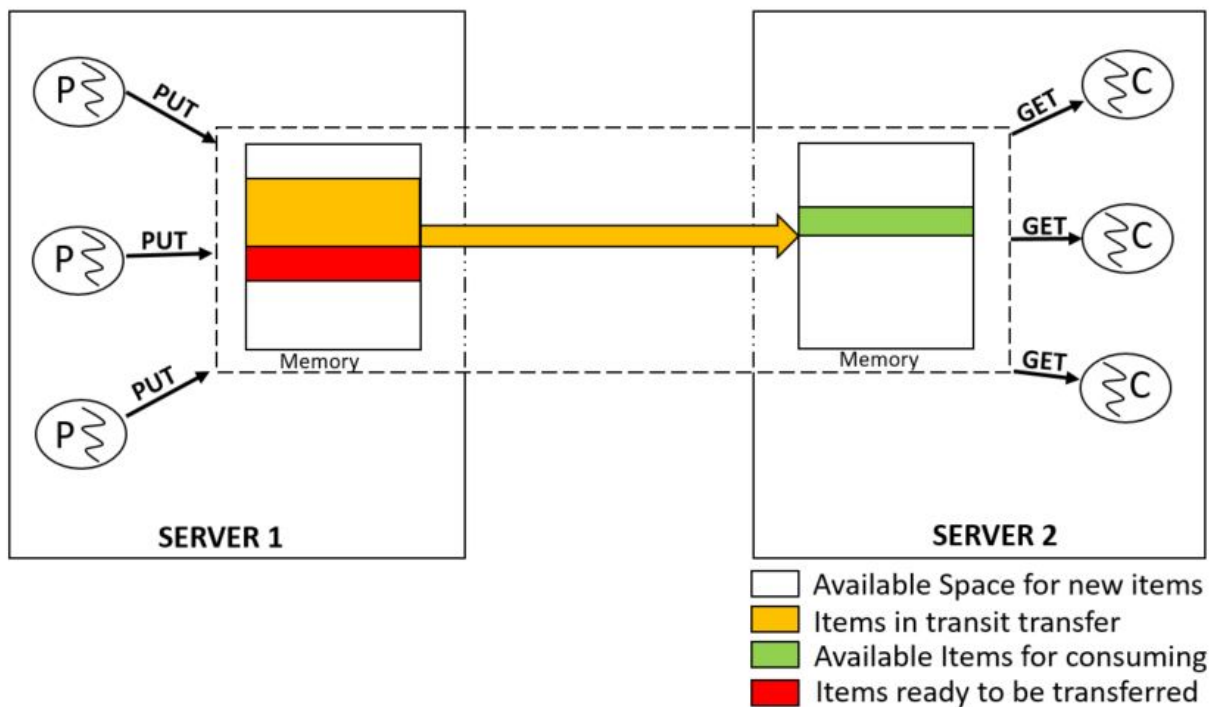 P
PUT
P
PUT
P
PUT
Memory
SERVER 1
GET
C
GET
C
GET
C
Memory
SERVER 2
Available Space for new items
Items in transit transfer
Available Items for consuming
Items ready to be transferred